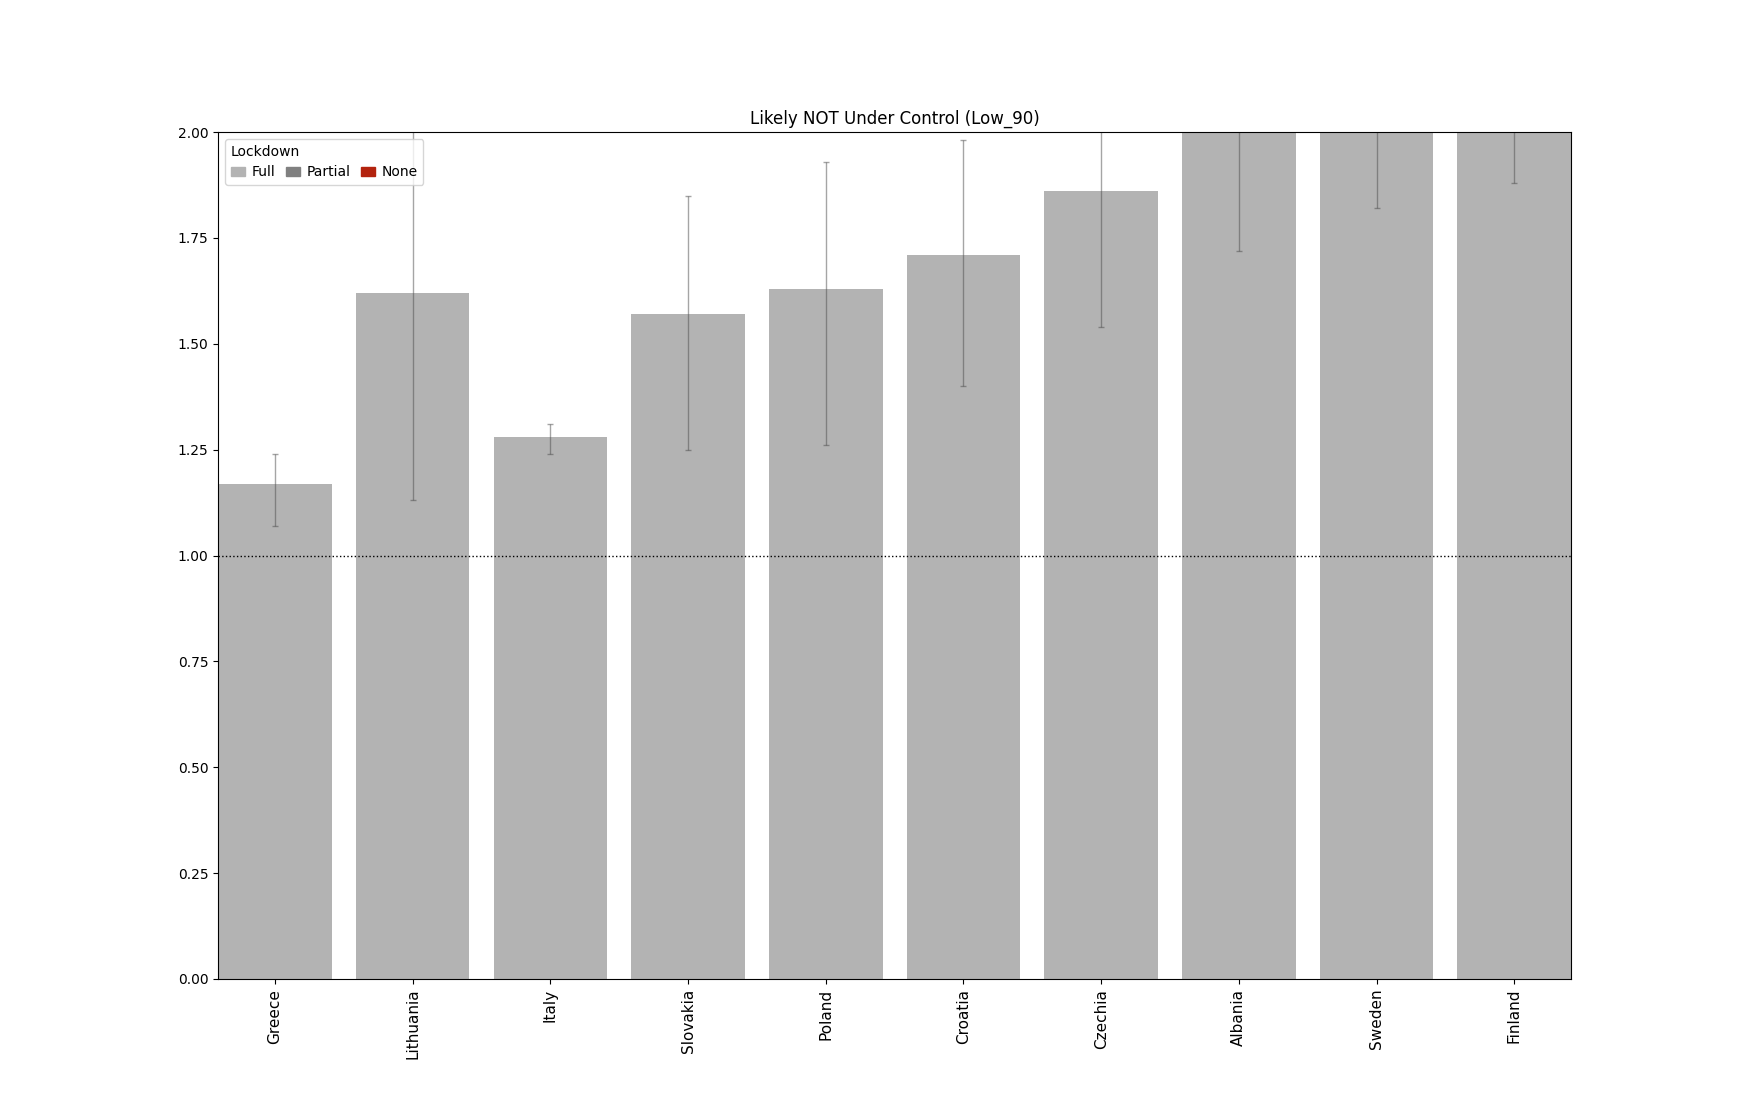 Likely NOT Under Control (Low_90)
Lockdown
Full Partial None
2.00
1.75
1.50
1.25
1.00
0.75
0.50
0.25
0.00
Greece
Lithuania
Italy
Slovakia
Poland
Croatia
Czechia
Albania
Sweden
Finland